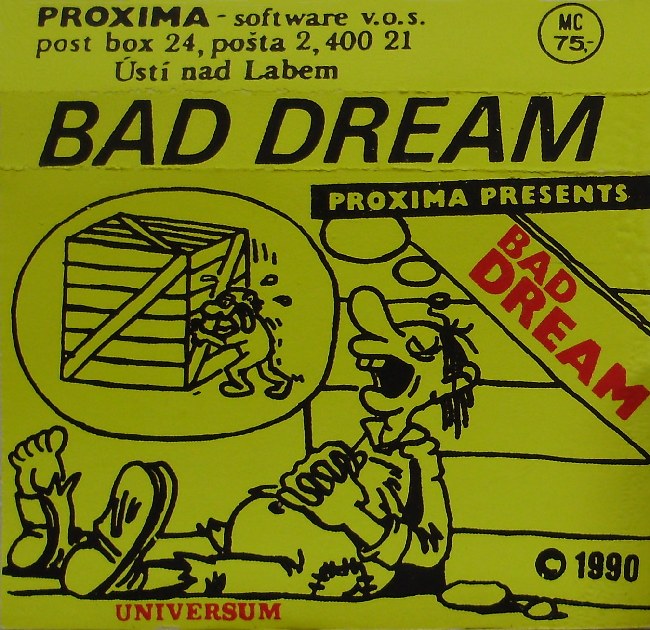 PROXIMA - software v.o.s.
post box 24, pošta 2, 400 21
Ústí nad Labem
MC
75,-
BAD DREAM
PROXIMA PRESENTS
BAD
DREAM
© 1990
UNIVERSUM